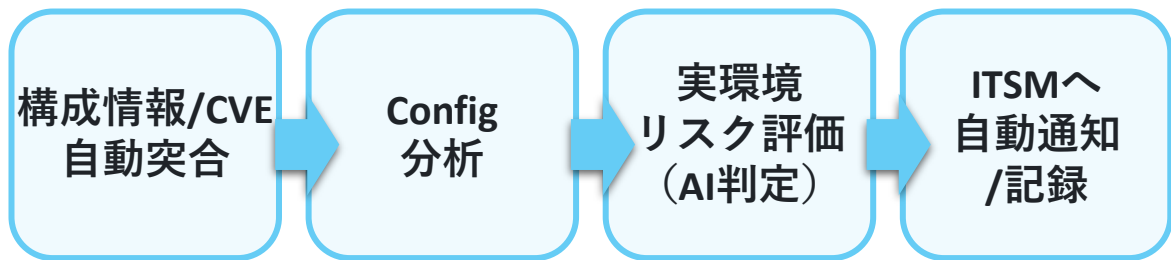 構成情報/CVE
自動突合
Config
分析
実環境
リスク評価
（AI判定）
ITSMへ
自動通知
/記録